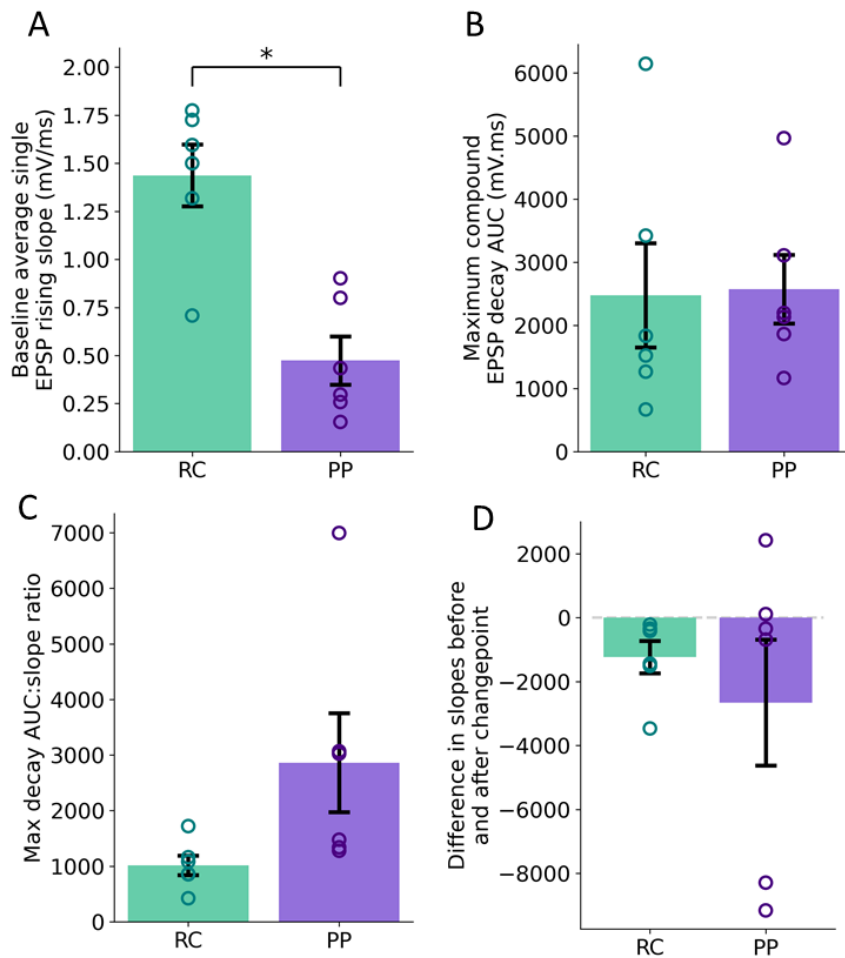 A
Baseline average single
EPSP rising slope (mV/ms)
2.00
1.75
1.50
1.25
1.00
0.75
0.50
0.25
0.00
*
RC
PP
B
Maximum compound
EPSP decay AUC (mV.ms)
6000
5000
4000
3000
2000
1000
0
RC
PP
C
Max decay AUC:slope ratio
7000
6000
5000
4000
3000
2000
1000
0
RC
PP
D
Difference in slopes before
and after changepoint
2000
0
−2000
−4000
−6000
−8000
RC
PP